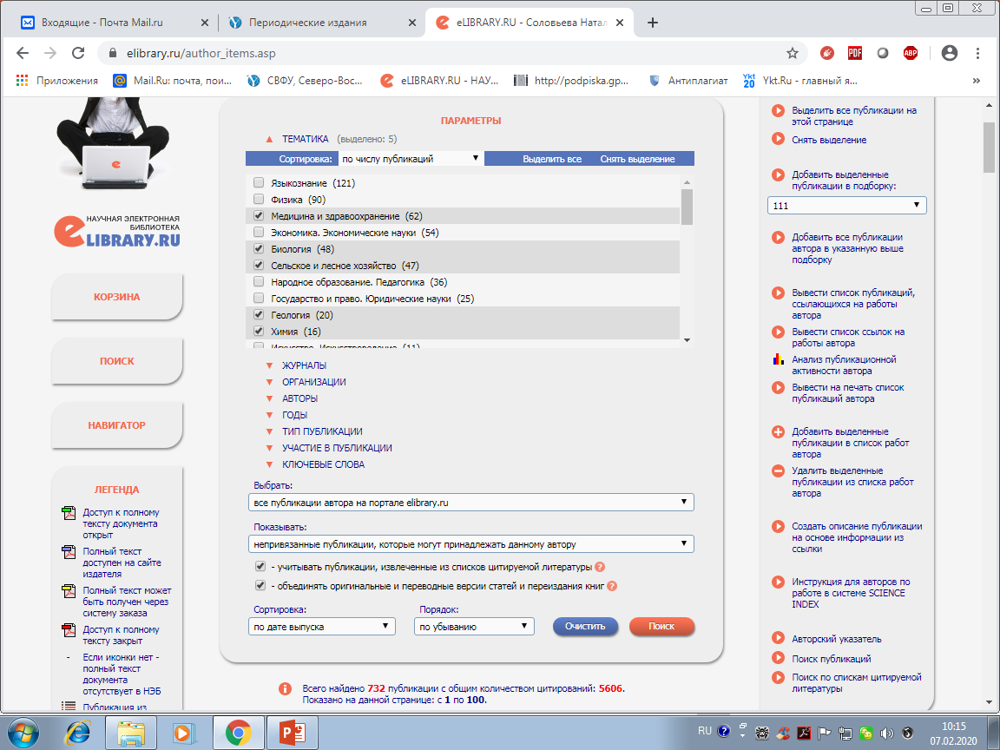 Входящие - Почта Mail.ru
Периодические издания
eLIBRARY.RU - Соловьева Натал
elibrary.ru/author_items.asp
PDF
ABP
Приложения
Mail.Ru: почта, пои...
СВФУ, Северо-Вос...
eLIBRARY.RU - НАУ...
http://podpiska.gp...
Антиплагиат
Ykt 20
Ykt.Ru - главный я...
НАУЧНАЯ ЭЛЕКТРОННАЯ
БИБЛИОТЕКА
eLIBRARY.RU
КОРЗИНА
ПОИСК
НАВИГАТОР
ЛЕГЕНДА
Доступ к полному
тексту документа
открыт
Полный текст
доступен на сайте
издателя
Полный текст может
быть получен через
систему заказа
Доступ к полному
тексту закрыт
- Если иконки нет -
полный текст
документа
отсутствует в НЭБ
Публикация из
ПАРАМЕТРЫ
ТЕМАТИКА (выделено: 5)
Сортировка: по числу публикаций Выделить все Снять выделение
Языкознание (121)
Физика (90)
Медицина и здравоохранение (62)
Экономика. Экономические науки (54)
Биология (48)
Сельское и лесное хозяйство (47)
Народное образование. Педагогика (36)
Государство и право. Юридические науки (25)
Геология (20)
Химия (16)
Искусство. Искусствоведение (11)
ЖУРНАЛЫ
ОРГАНИЗАЦИИ
АВТОРЫ
ГОДЫ
ТИП ПУБЛИКАЦИИ
УЧАСТИЕ В ПУБЛИКАЦИИ
КЛЮЧЕВЫЕ СЛОВА
Выбрать:
все публикации автора на портале elibrary.ru
Показывать:
непривязанные публикации, которые могут принадлежать данному автору
- учитывать публикации, извлеченные из списков цитируемой литературы ?
- объединять оригинальные и переводные версии статей и переиздания книг ?
Сортировка: Порядок:
по дате выпуска по убыванию Очистить Поиск
Всего найдено 732 публикации с общим количеством цитирований: 5606.
Показано на данной странице: с 1 по 100.
Выделить все публикации на
этой странице
Снять выделение
Добавить выделенные
публикации в подборку:
111
Добавить все публикации
автора в указанную выше
подборку
Вывести список публикаций,
ссылающихся на работы
автора
Вывести список ссылок на
работы автора
Анализ публикационной
активности автора
Вывести на печать список
публикаций автора
Добавить выделенные
публикации в список работ
автора
Удалить выделенные
публикации из списка работ
автора
Создать описание публикации
на основе информации из
ссылки
Инструкция для авторов по
работе в системе SCIENCE
INDEX
Авторский указатель
Поиск публикаций
Поиск по спискам цитируемой
литературы
RU
10:15
07.02.2020